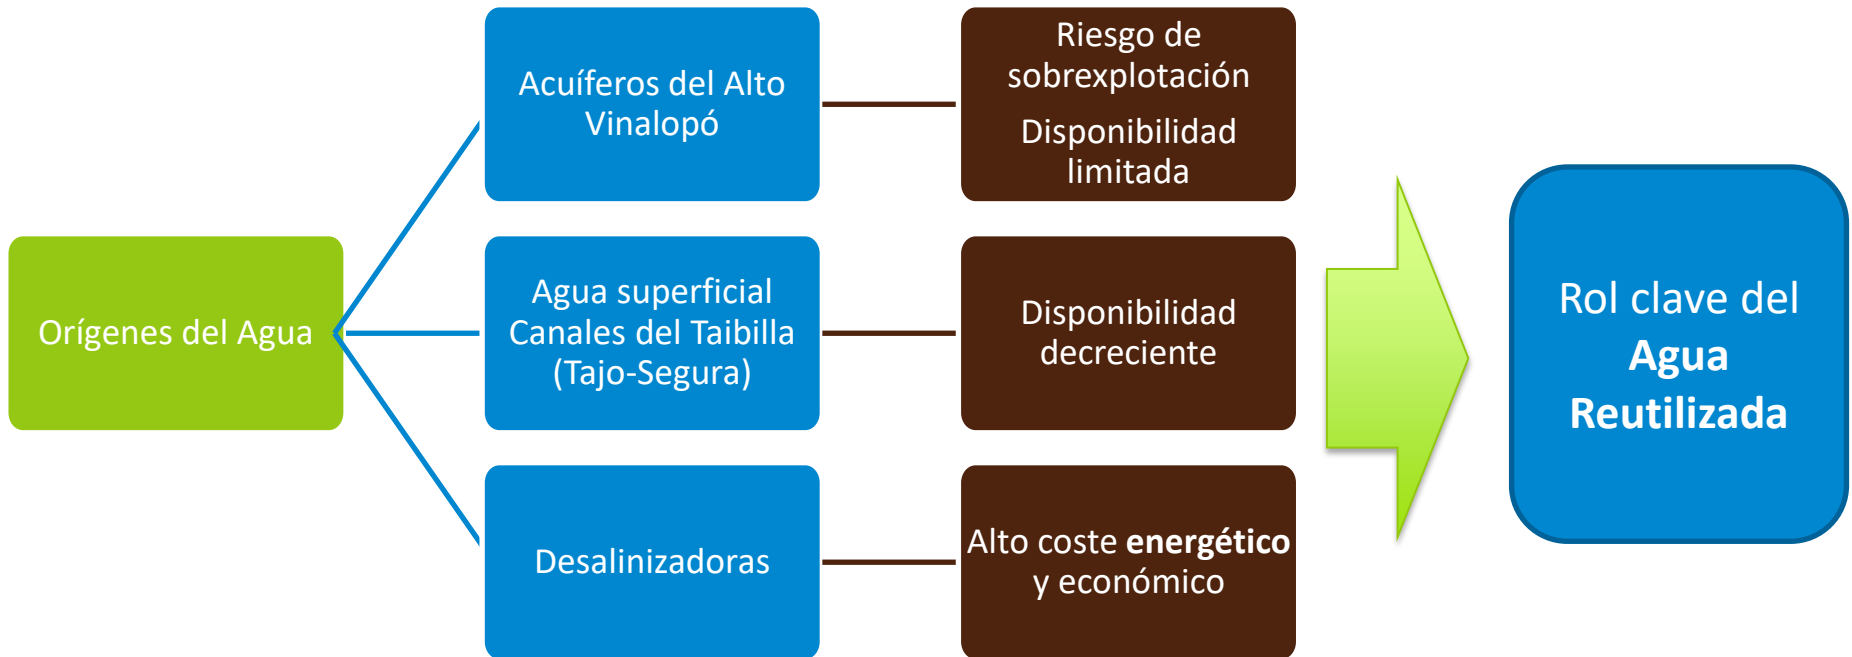 Orígenes del Agua
Acuíferos del Alto
Vinalopó
Riesgo de
sobrexplotación
Disponibilidad
limitada
Agua superficial
Canales del Taibilla
(Tajo-Segura)
Disponibilidad
decreciente
Desalinizadoras
Alto coste energético
y económico
Rol clave del
Agua
Reutilizada